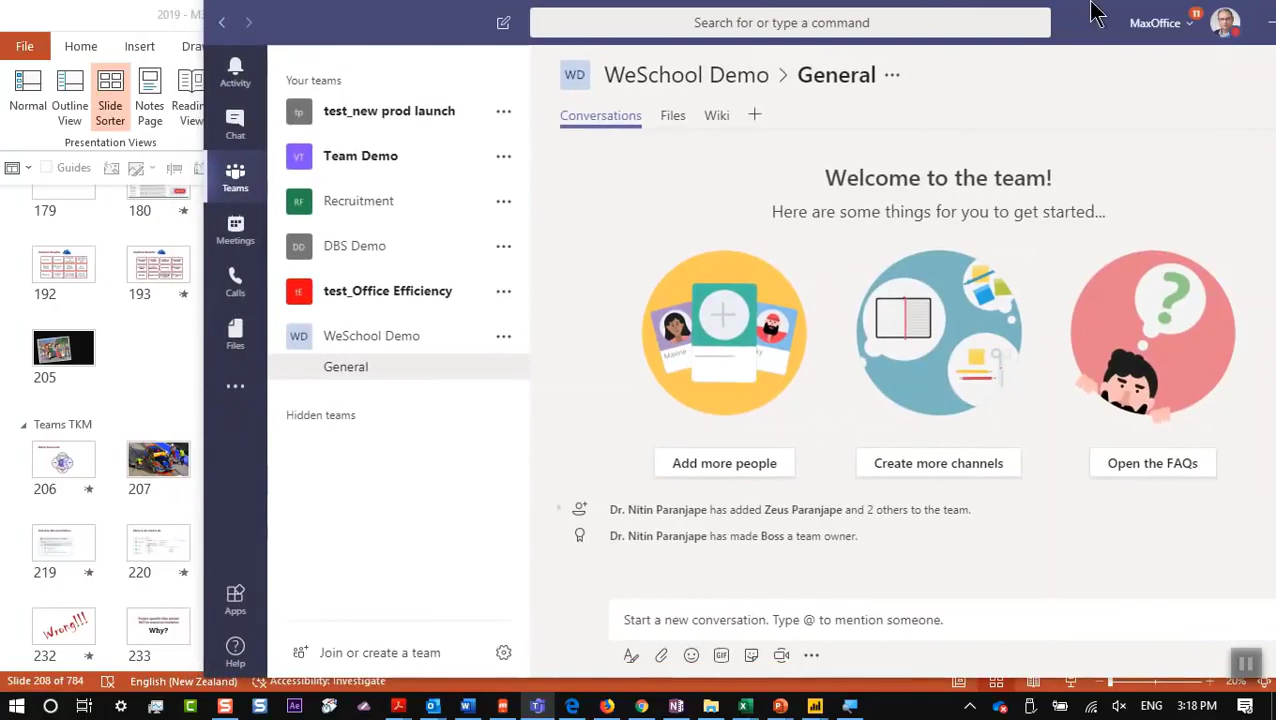 2019 - M3
File
Home
Insert
Dra
Normal
Outline View
Slide Sorter
Notes Page
Readin View
Presentation Views
Guides
179
180
192
193
205
Teams TKM
206
207
219
220
Wrong!!!
Why?
232
233
Search for or type a command
MaxOffice
11
Activity
Chat
Teams
Meetings
Calls
Files
Apps
Help
Your teams
tp test_new prod launch
VT Team Demo
RF Recruitment
DD DBS Demo
tE test_Office Efficiency
WD WeSchool Demo
General
Hidden teams
Join or create a team
WD WeSchool Demo > General
Conversations Files Wiki
Welcome to the team!
Here are some things for you to get started...
Maxine
Add more people
Create more channels
Open the FAQs
Dr. Nitin Paranjape has added Zeus Paranjape and 2 others to the team.
Dr. Nitin Paranjape has made Boss a team owner.
Start a new conversation. Type @ to mention someone.
GIF
Slide 208 of 784
English (New Zealand)
Accessibility: Investigate
20%
ENG
3:18 PM